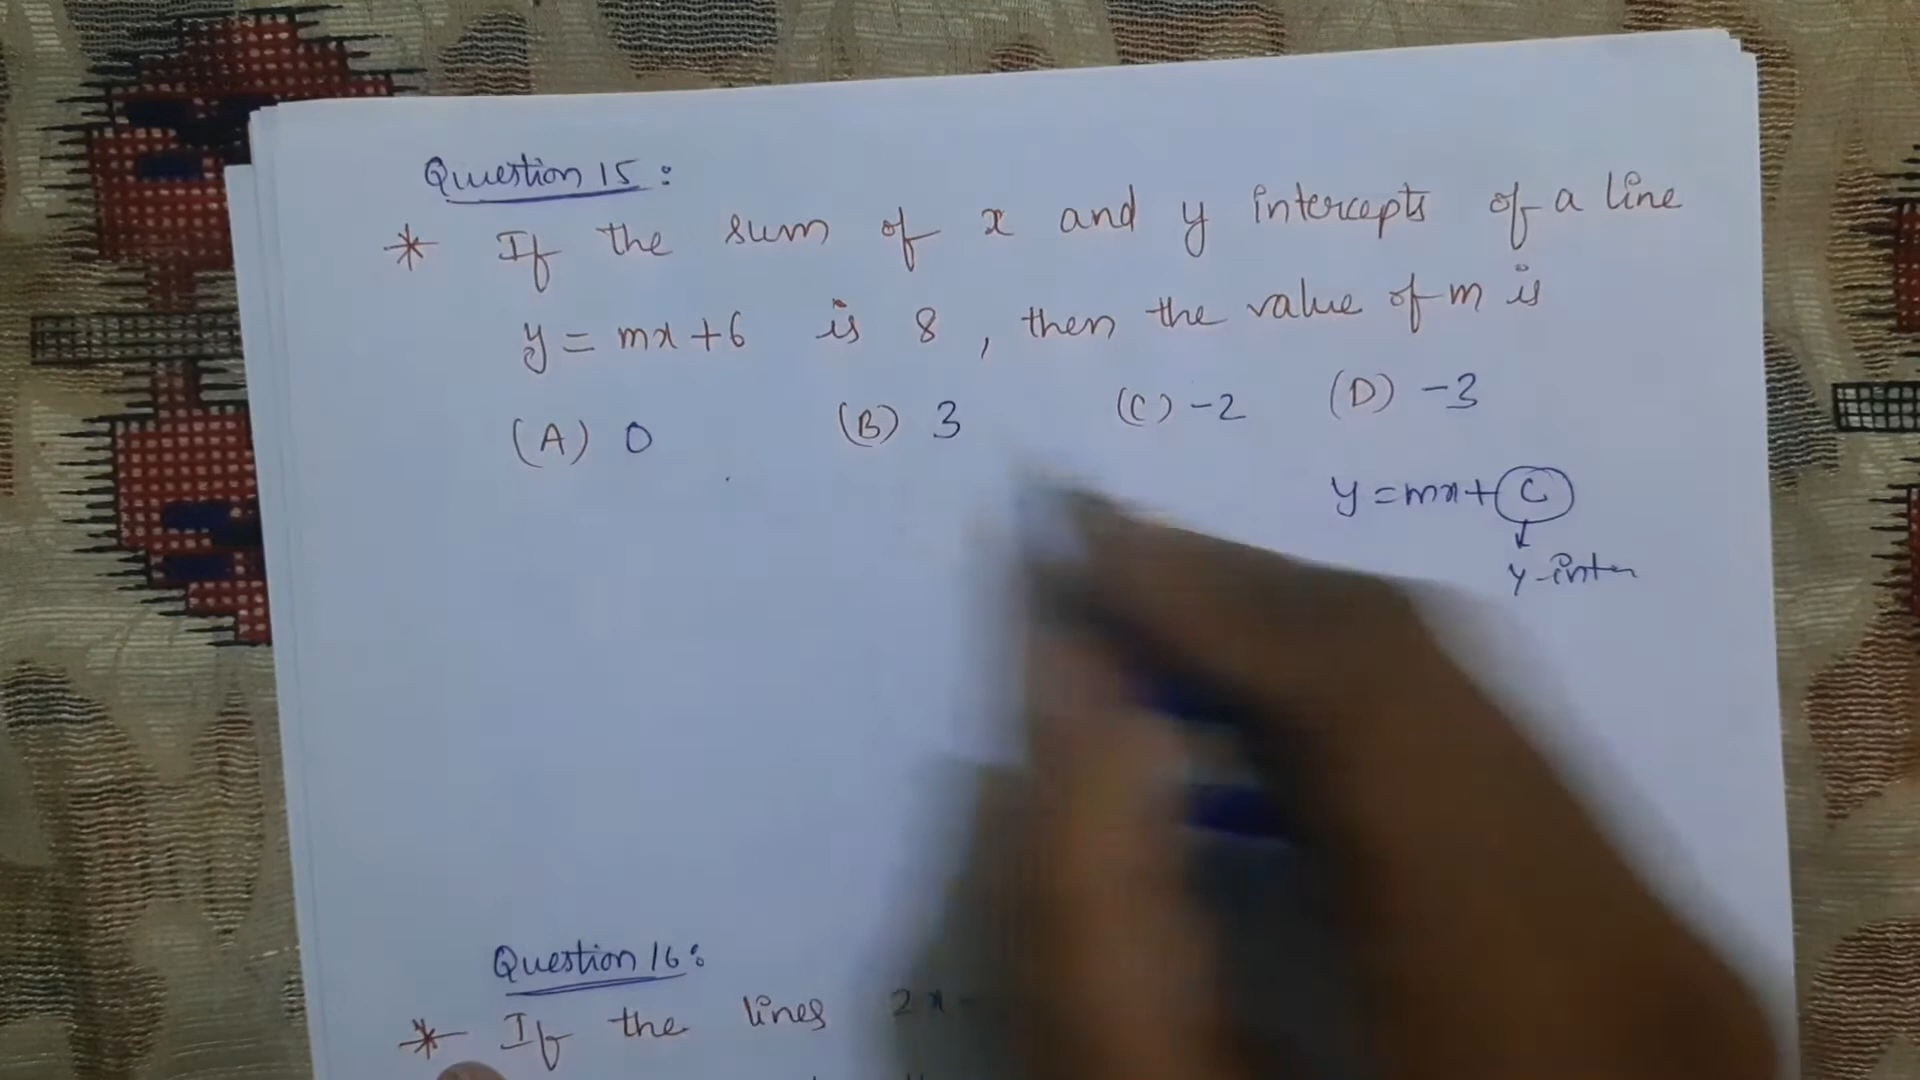 Question 15:
* If the sum of x and y intercepts of a line
y = mx + 6 is 8, then the value of m is
(A) 0 (B) 3 (C) -2 (D) -3
y = mx + C
y-inter
Question 16:
* If the lines 2x -